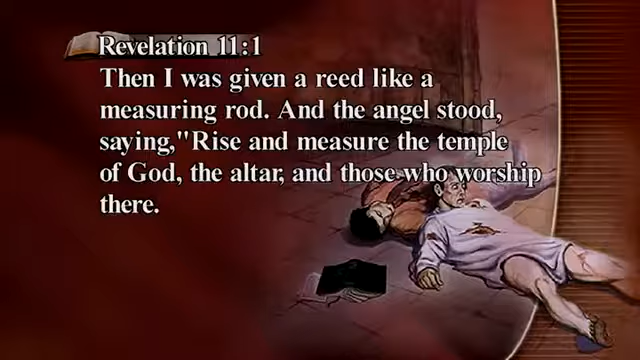 Revelation 11:1
Then I was given a reed like a
measuring rod. And the angel stood,
saying,"Rise and measure the temple
of God, the altar, and those who worship
there.